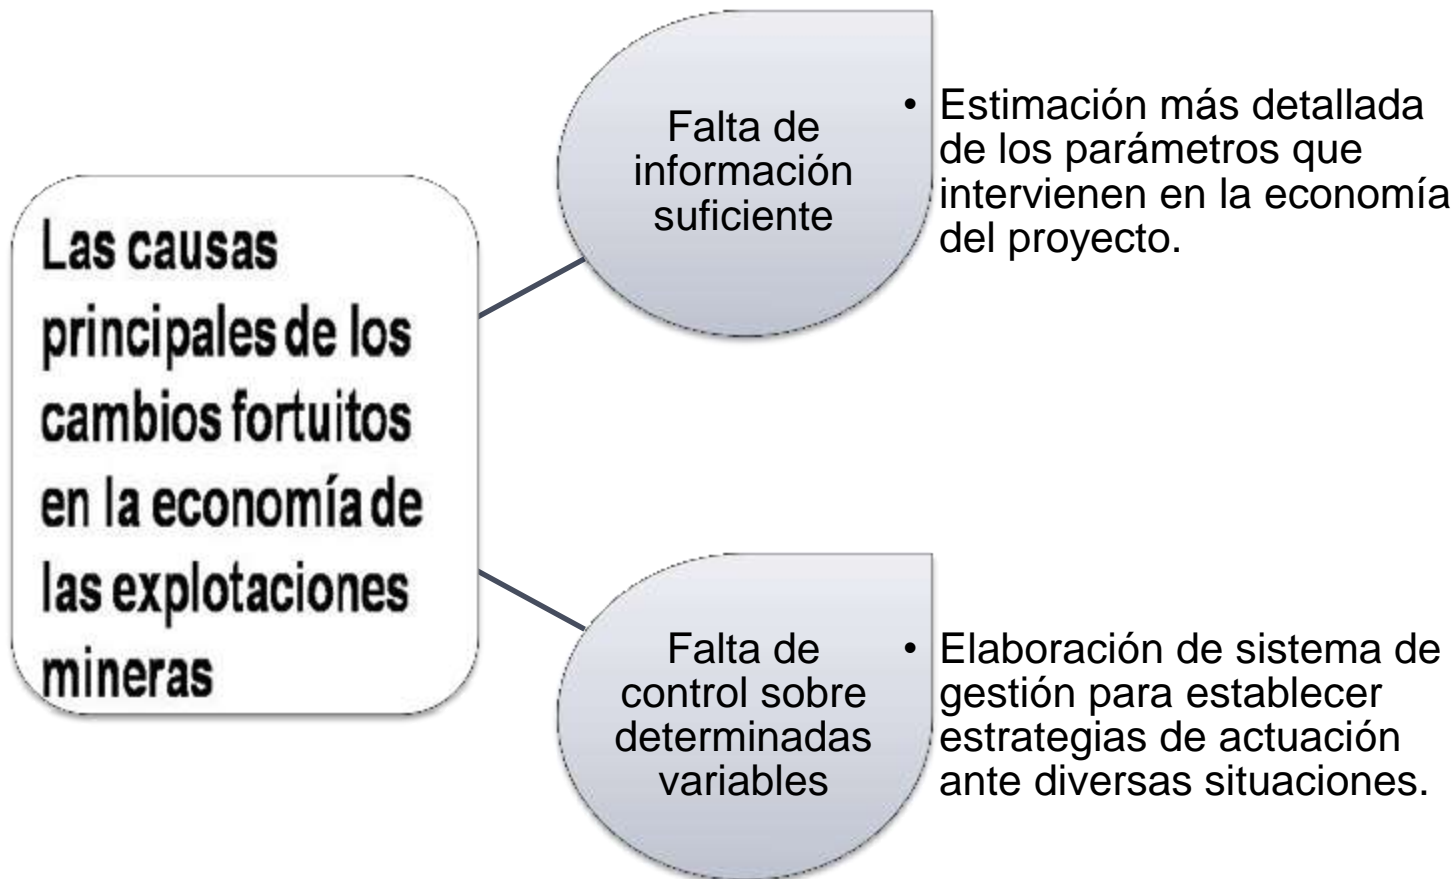 Las causas
principales de los
cambios fortuitos
en la economía de
las explotaciones
mineras
Falta de
información
suficiente
• Estimación más detallada
de los parámetros que
intervienen en la economía
del proyecto.
Falta de
control sobre
determinadas
variables
• Elaboración de sistema de
gestión para establecer
estrategias de actuación
ante diversas situaciones.